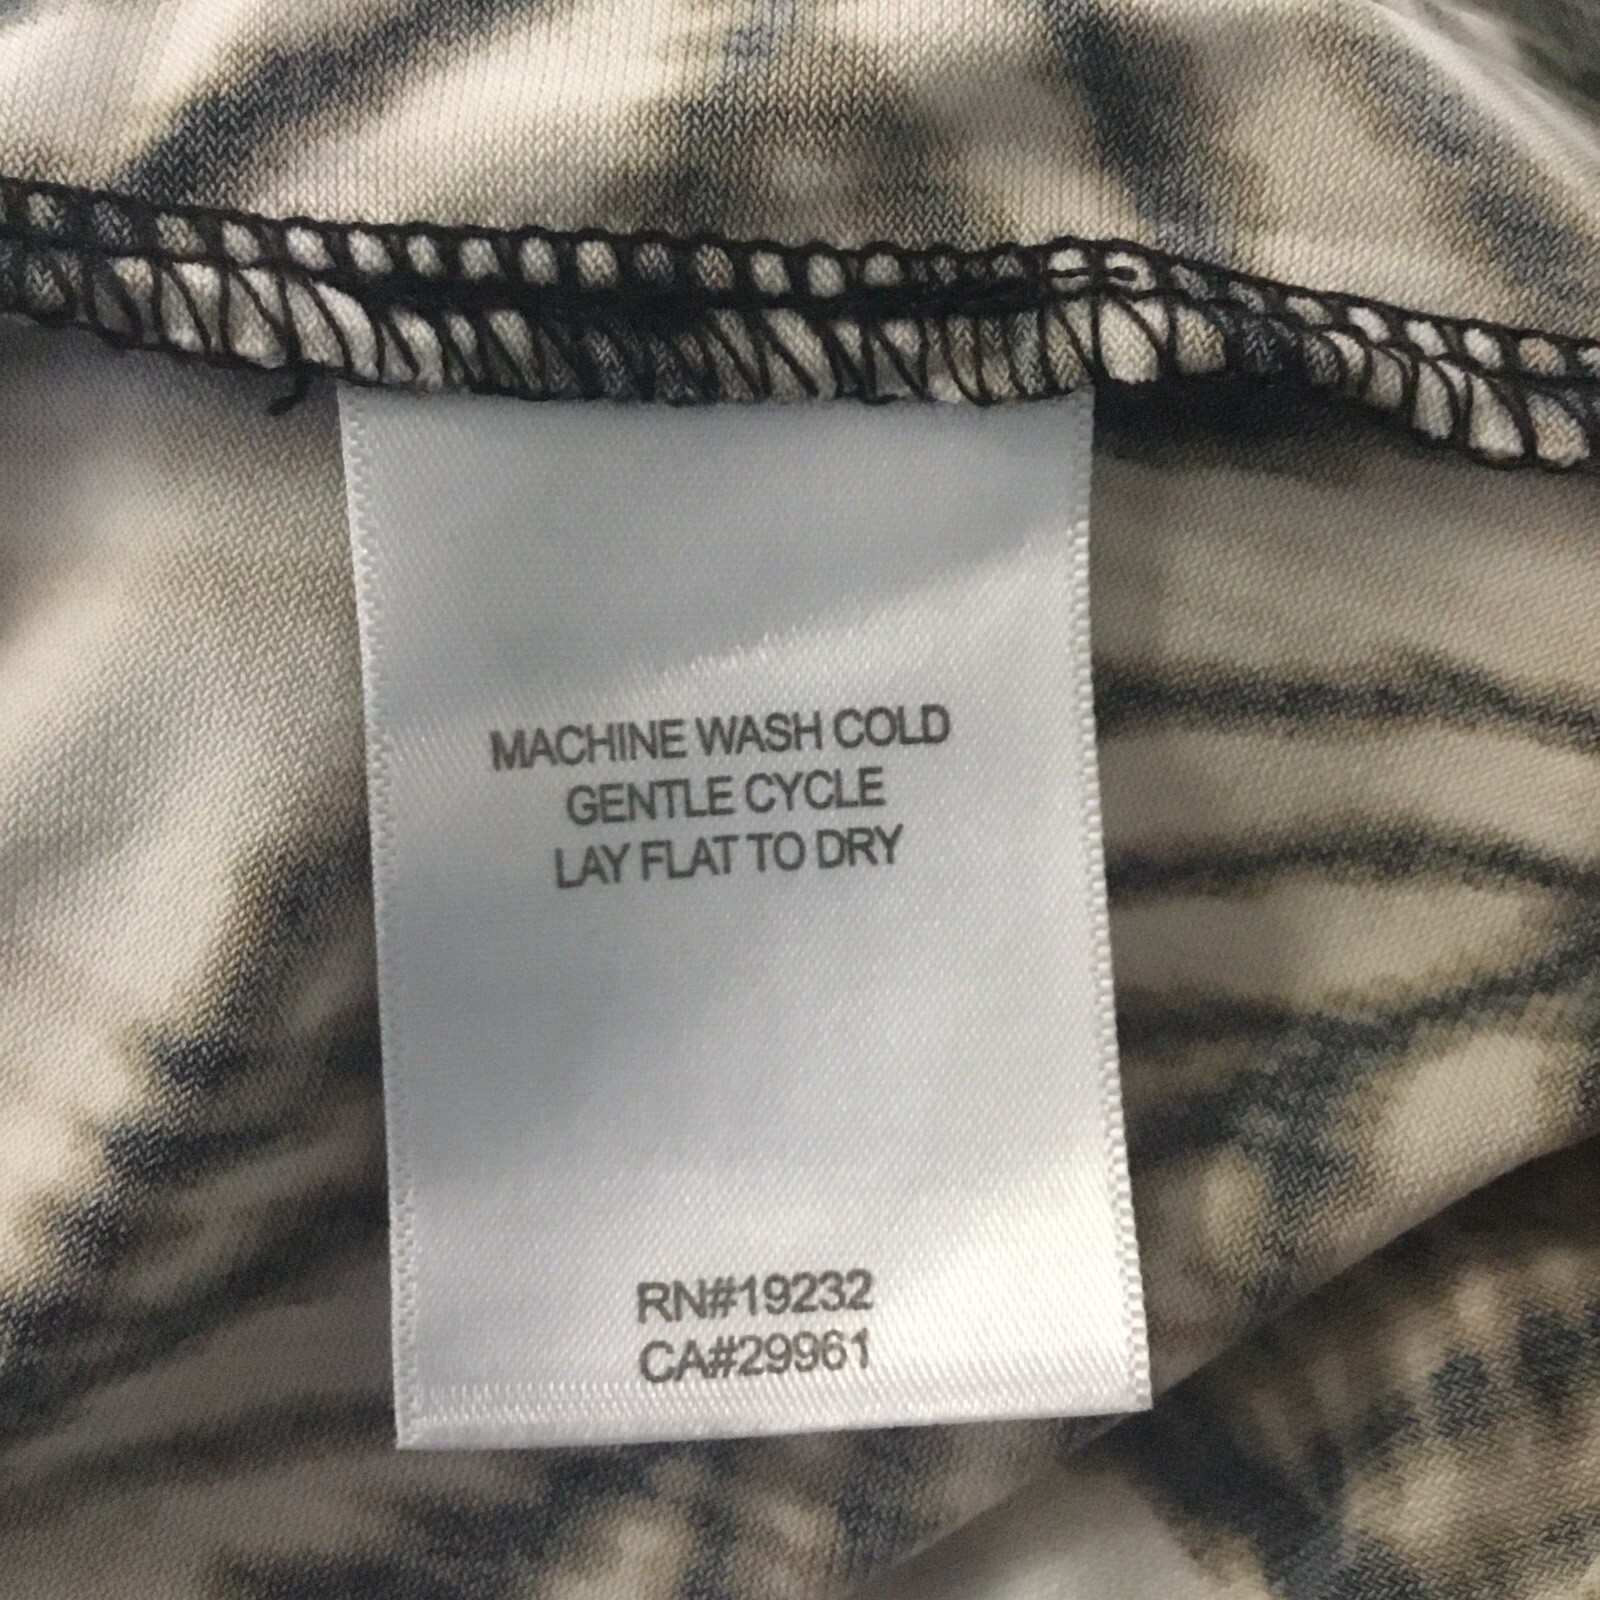 MACHINE WASH COLD
GENTLE CYCLE
LAY FLAT TO DRY
RN#19232
CA#29961